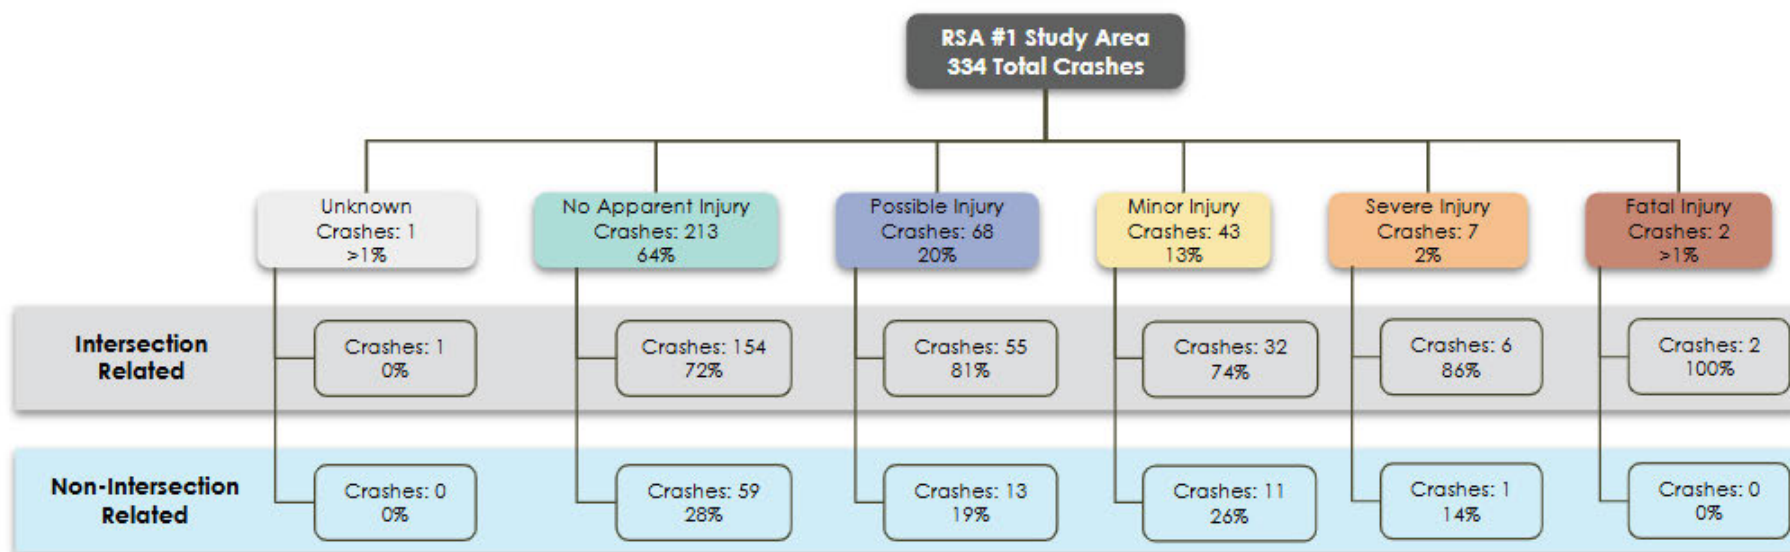 RSA #1 Study Area
334 Total Crashes
Unknown
Crashes: 1
>1%
No Apparent Injury
Crashes: 213
64%
Possible Injury
Crashes: 68
20%
Minor Injury
Crashes: 43
13%
Severe Injury
Crashes: 7
2%
Fatal Injury
Crashes: 2
>1%
Intersection
Related
Crashes: 1
0%
Crashes: 154
72%
Crashes: 55
81%
Crashes: 32
74%
Crashes: 6
86%
Crashes: 2
100%
Non-Intersection
Related
Crashes: 0
0%
Crashes: 59
28%
Crashes: 13
19%
Crashes: 11
26%
Crashes: 1
14%
Crashes: 0
0%